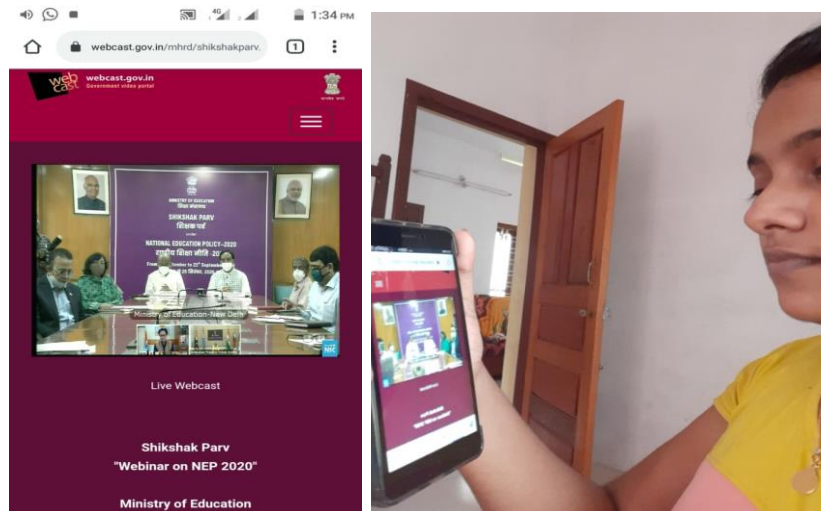 4G
1:34 PM
webcast.gov.in/mhrd/shikshakparv.
1
web
cast
webcast.gov.in
Government video portal
MINISTRY OF EDUCATION
शिक्षा मंत्रालय
SHIKSHAK PARV
शिक्षक पर्व
NATIONAL EDUCATION POLICY-2020
राष्ट्रीय शिक्षा नीति -20
Ministry of Education-New Delhi
NIC
Live Webcast
Shikshak Parv
"Webinar on NEP 2020"
Ministry of Education